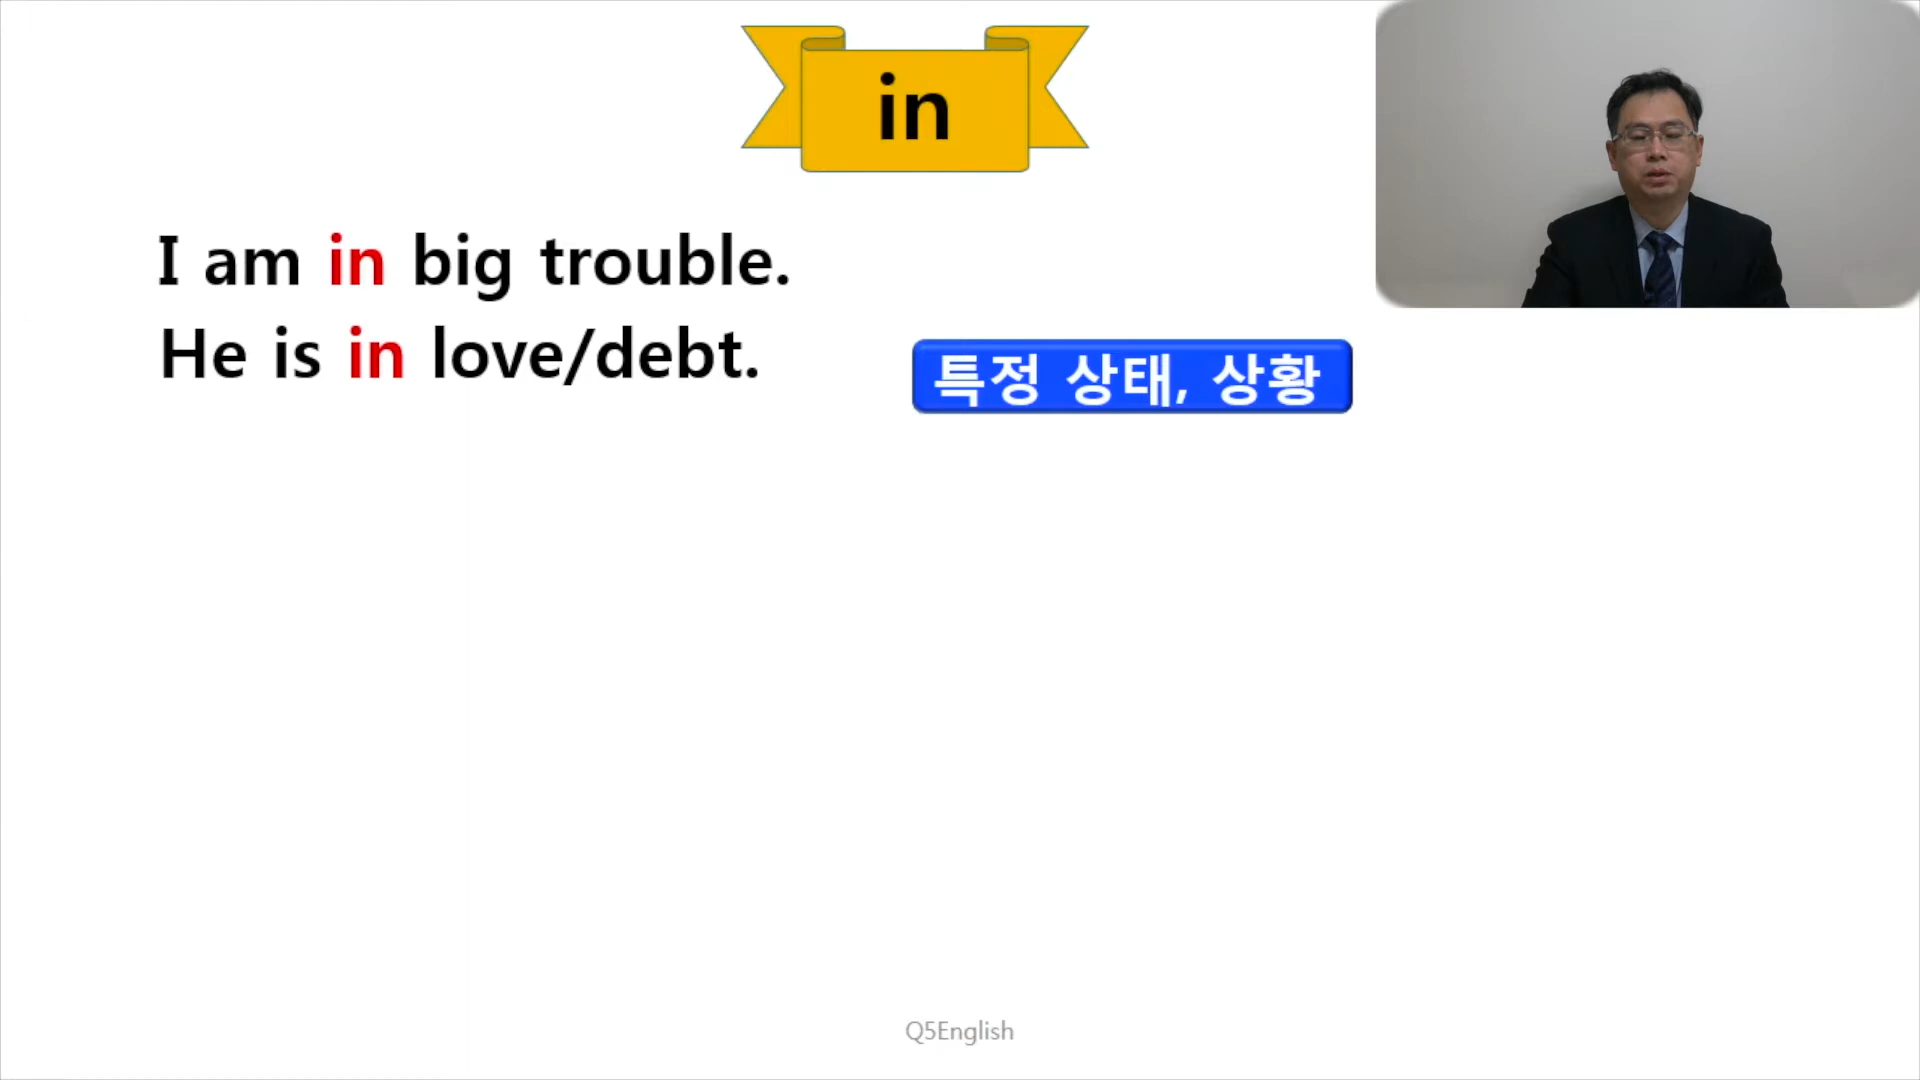 in
I am in big trouble.
He is in love/debt.
특정 상태, 상황
Q5English